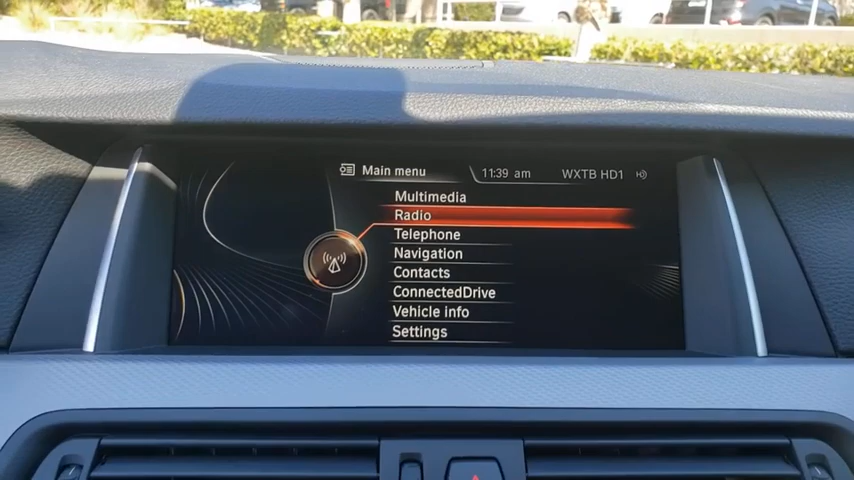 Main menu 11:39 am WXTB HD1
Multimedia
Radio
Telephone
Navigation
Contacts
ConnectedDrive
Vehicle info
Settings